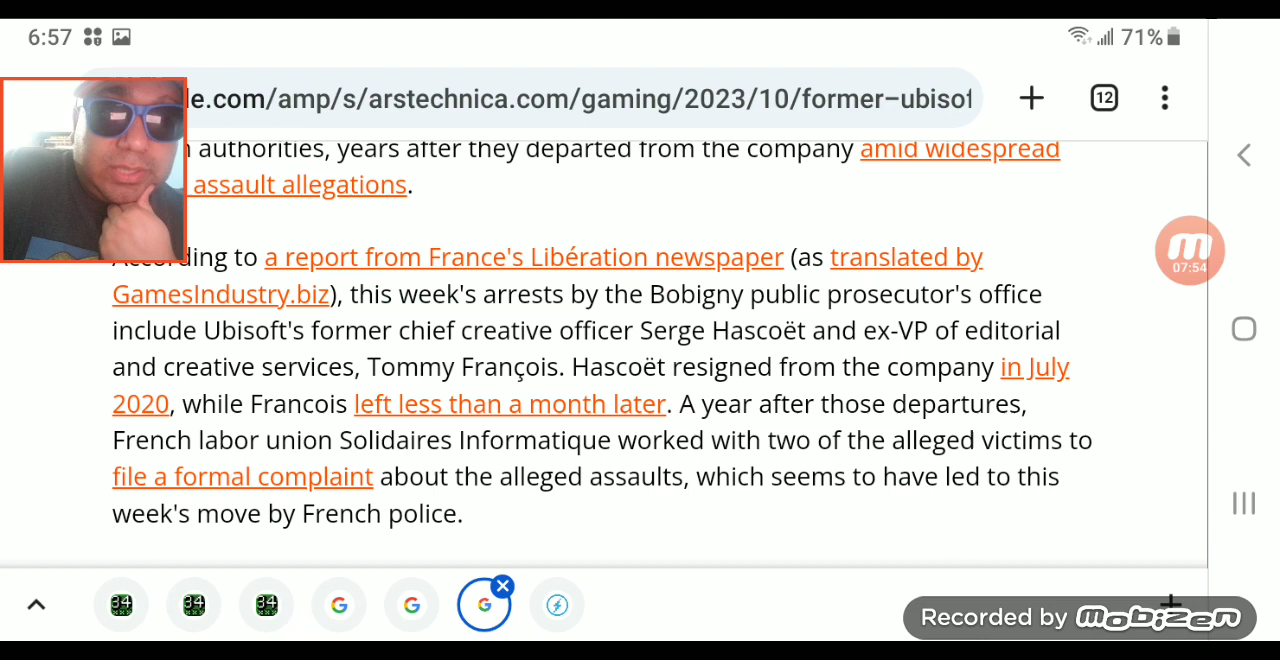 6:57
71%
le.com/amp/s/arstechnica.com/gaming/2023/10/former-ubisof
12
authorities, years after they departed from the company amid widespread
assault allegations.
According to a report from France's Libération newspaper (as translated by
GamesIndustry.biz), this week's arrests by the Bobigny public prosecutor's office
include Ubisoft's former chief creative officer Serge Hascoët and ex-VP of editorial
and creative services, Tommy François. Hascoët resigned from the company in July
2020, while Francois left less than a month later. A year after those departures,
French labor union Solidaires Informatique worked with two of the alleged victims to
file a formal complaint about the alleged assaults, which seems to have led to this
week's move by French police.
07:54
34
34
34
G
G
G
Recorded by mobizen